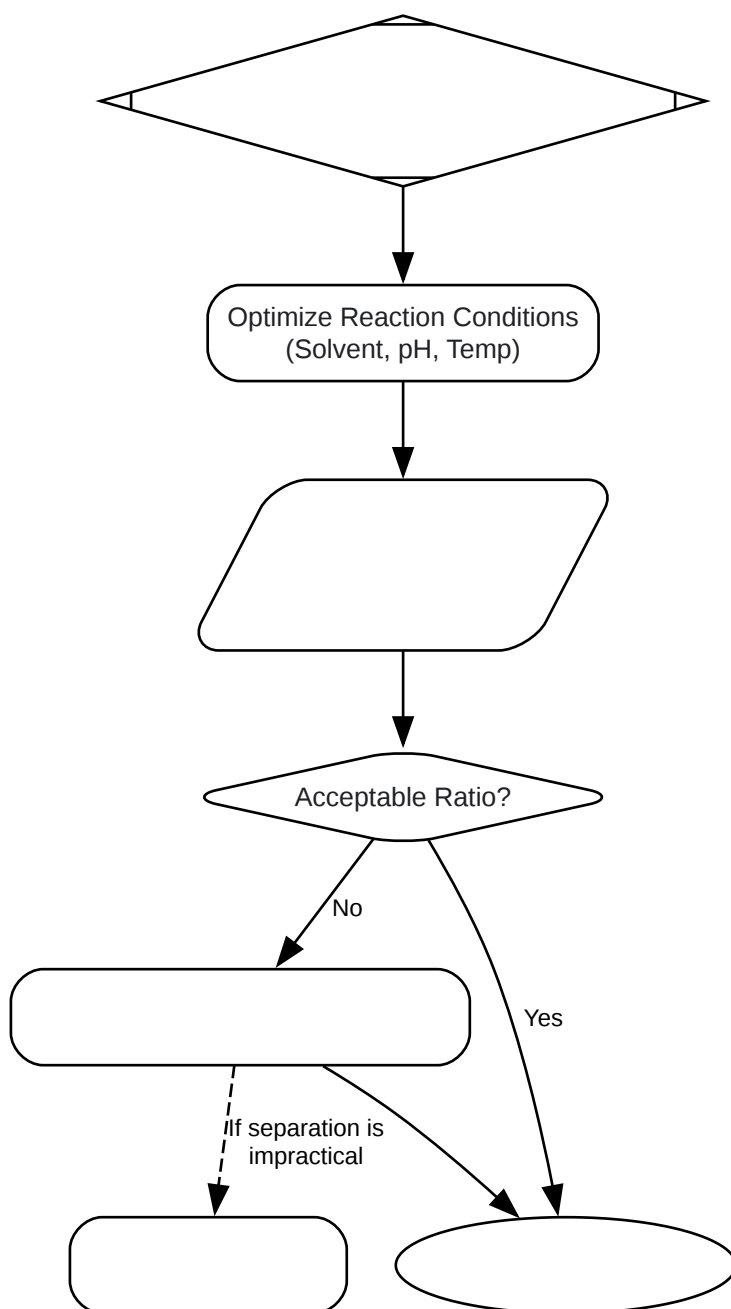 Optimize Reaction Conditions
(Solvent, pH, Temp)
Acceptable Ratio?
No
Yes
If separation is
impractical